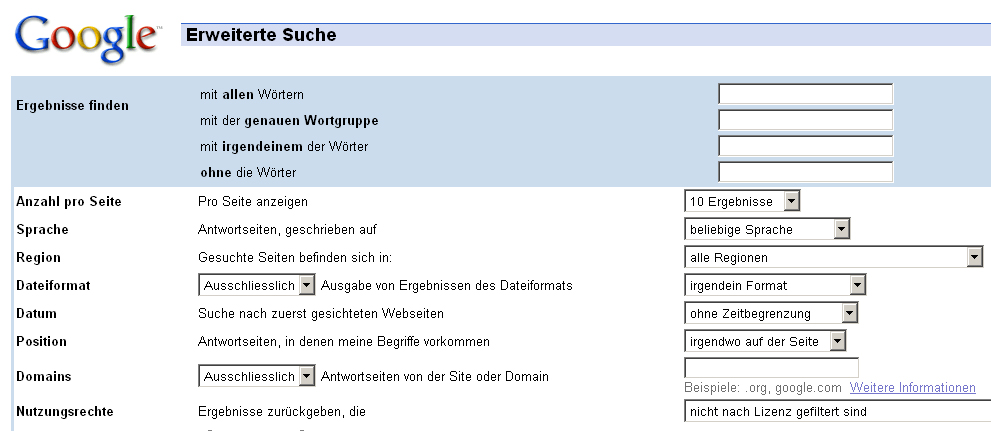 Google™ Erweiterte Suche
Ergebnisse finden mit allen Wörtern
mit der genauen Wortgruppe
mit irgendeinem der Wörter
ohne die Wörter
Anzahl pro Seite Pro Seite anzeigen 10 Ergebnisse
Sprache Antwortseiten, geschrieben auf beliebige Sprache
Region Gesuchte Seiten befinden sich in: alle Regionen
Dateiformat Ausschliesslich Ausgabe von Ergebnissen des Dateiformats irgendein Format
Datum Suche nach zuerst gesichteten Webseiten ohne Zeitbegrenzung
Position Antwortseiten, in denen meine Begriffe vorkommen irgendwo auf der Seite
Domains Ausschliesslich Antwortseiten von der Site oder Domain
Beispiele: .org, google.com Weitere Informationen
Nutzungsrechte Ergebnisse zurückgeben, die nicht nach Lizenz gefiltert sind